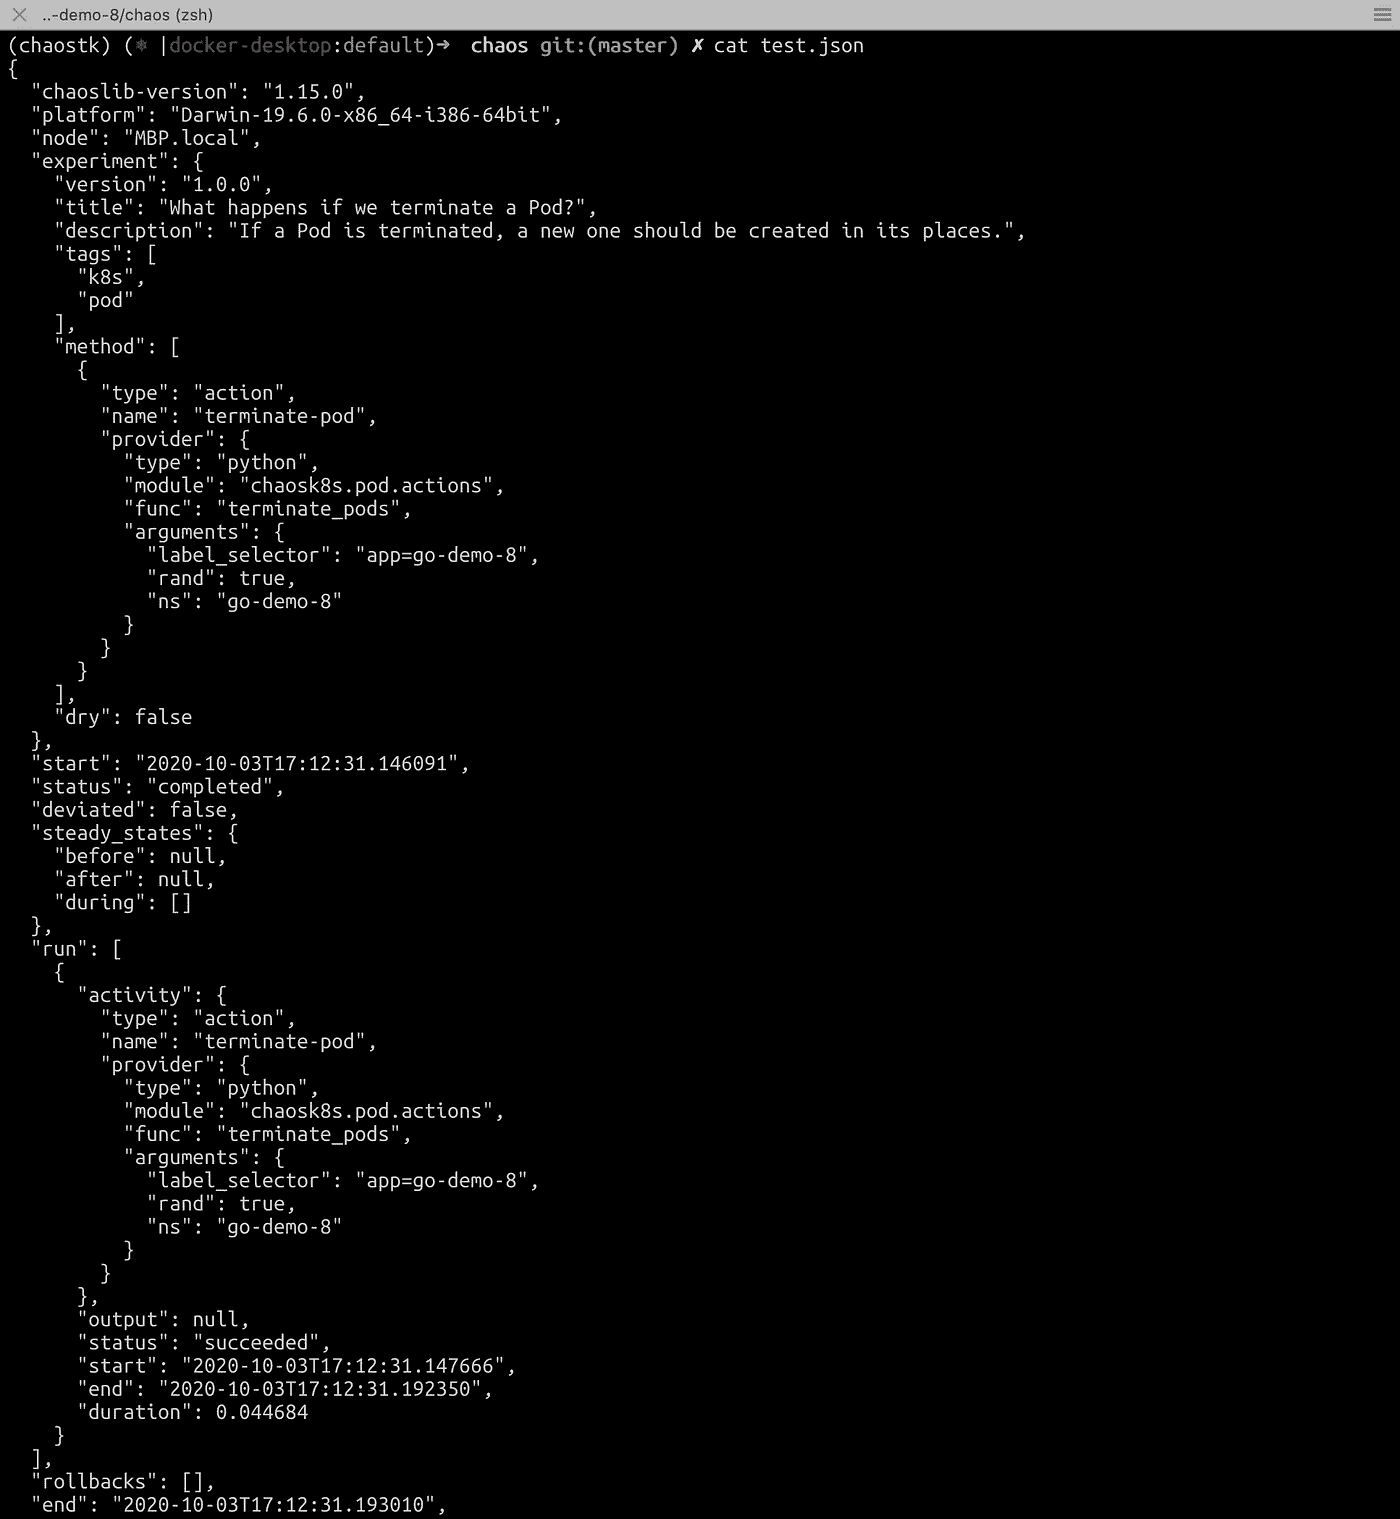 ..-demo-8/chaos (zsh)
(chaostk) (⎈ |docker-desktop:default)➜  chaos git:(master) ✗ cat test.json
{
  "chaoslib-version": "1.15.0",
  "platform": "Darwin-19.6.0-x86_64-i386-64bit",
  "node": "MBP.local",
  "experiment": {
    "version": "1.0.0",
    "title": "What happens if we terminate a Pod?",
    "description": "If a Pod is terminated, a new one should be created in its places.",
    "tags": [
      "k8s",
      "pod"
    ],
    "method": [
      {
        "type": "action",
        "name": "terminate-pod",
        "provider": {
          "type": "python",
          "module": "chaosk8s.pod.actions",
          "func": "terminate_pods",
          "arguments": {
            "label_selector": "app=go-demo-8",
            "rand": true,
            "ns": "go-demo-8"
          }
        }
      }
    ],
    "dry": false
  },
  "start": "2020-10-03T17:12:31.146091",
  "status": "completed",
  "deviated": false,
  "steady_states": {
    "before": null,
    "after": null,
    "during": []
  },
  "run": [
    {
      "activity": {
        "type": "action",
        "name": "terminate-pod",
        "provider": {
          "type": "python",
          "module": "chaosk8s.pod.actions",
          "func": "terminate_pods",
          "arguments": {
            "label_selector": "app=go-demo-8",
            "rand": true,
            "ns": "go-demo-8"
          }
        }
      },
      "output": null,
      "status": "succeeded",
      "start": "2020-10-03T17:12:31.147666",
      "end": "2020-10-03T17:12:31.192350",
      "duration": 0.044684
    }
  ],
  "rollbacks": [],
  "end": "2020-10-03T17:12:31.193010",